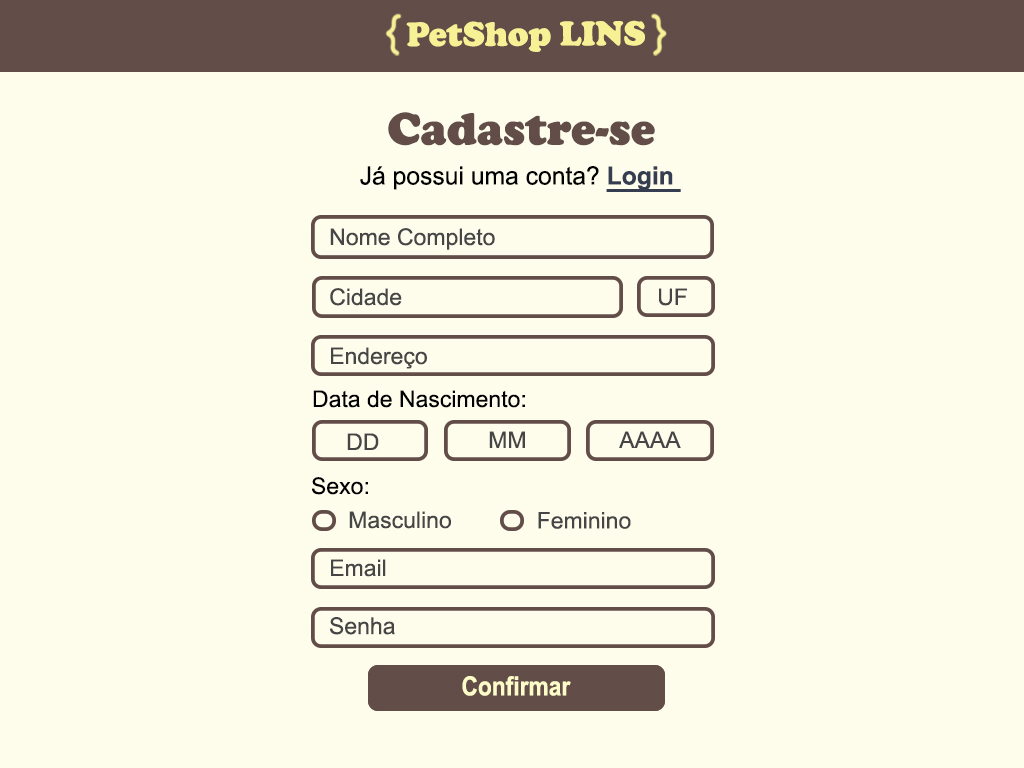 {PetShop LINS}
Cadastre-se
Já possui uma conta? Login
Nome Completo
Cidade UF
Endereço
Data de Nascimento:
DD MM AAAA
Sexo:
Masculino Feminino
Email
Senha
Confirmar